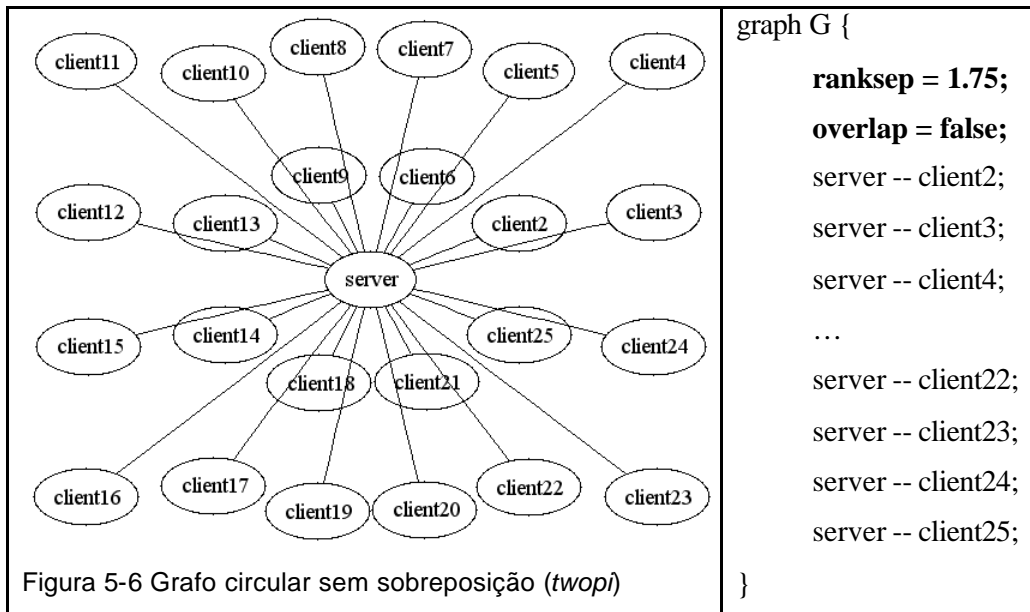 client11
client10
client8
client7
client5
client4
client9
client6
client12
client13
client2
client3
server
client15
client14
client25
client24
client18
client21
client16
client17
client19
client20
client22
client23
Figura 5-6 Grafo circular sem sobreposição (twopi)
graph G {
ranksep = 1.75;
overlap = false;
server -- client2;
server -- client3;
server -- client4;
…
server -- client22;
server -- client23;
server -- client24;
server -- client25;
}